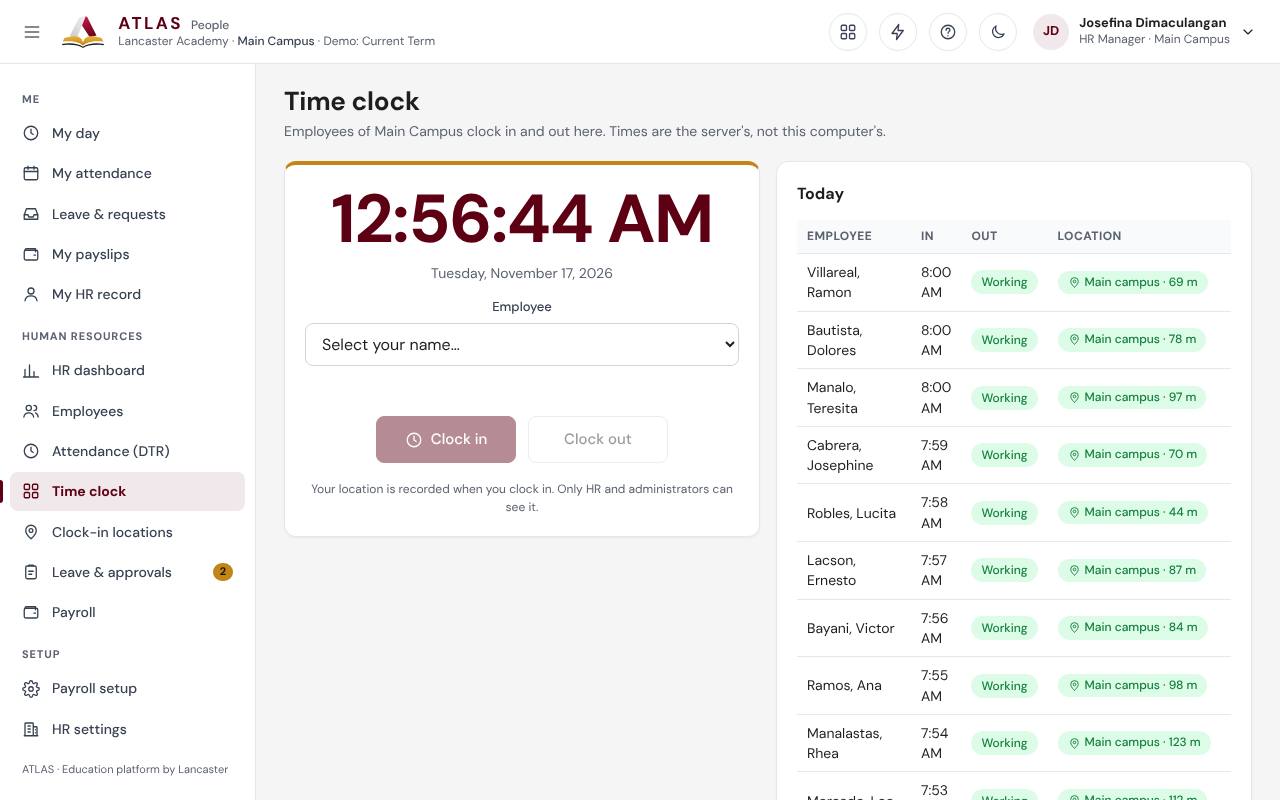 ATLAS People
Lancaster Academy · Main Campus · Demo: Current Term
JD
Josefina Dimaculangan
HR Manager · Main Campus
ME
My day
My attendance
Leave & requests
My payslips
My HR record
HUMAN RESOURCES
HR dashboard
Employees
Attendance (DTR)
Time clock
Clock-in locations
Leave & approvals 2
Payroll
SETUP
Payroll setup
HR settings
ATLAS · Education platform by Lancaster
Time clock
Employees of Main Campus clock in and out here. Times are the server's, not this computer's.
12:56:44 AM
Tuesday, November 17, 2026
Employee
Select your name...
Clock in Clock out
Your location is recorded when you clock in. Only HR and administrators can
see it.
Today
EMPLOYEE IN OUT LOCATION
Villareal, Ramon 8:00 AM Working Main campus · 69 m
Bautista, Dolores 8:00 AM Working Main campus · 78 m
Manalo, Teresita 8:00 AM Working Main campus · 97 m
Cabrera, Josephine 7:59 AM Working Main campus · 70 m
Robles, Lucita 7:58 AM Working Main campus · 44 m
Lacson, Ernesto 7:57 AM Working Main campus · 87 m
Bayani, Victor 7:56 AM Working Main campus · 84 m
Ramos, Ana 7:55 AM Working Main campus · 98 m
Manalastas, Rhea 7:54 AM Working Main campus · 123 m
7:53 Working Main campus · 112 m